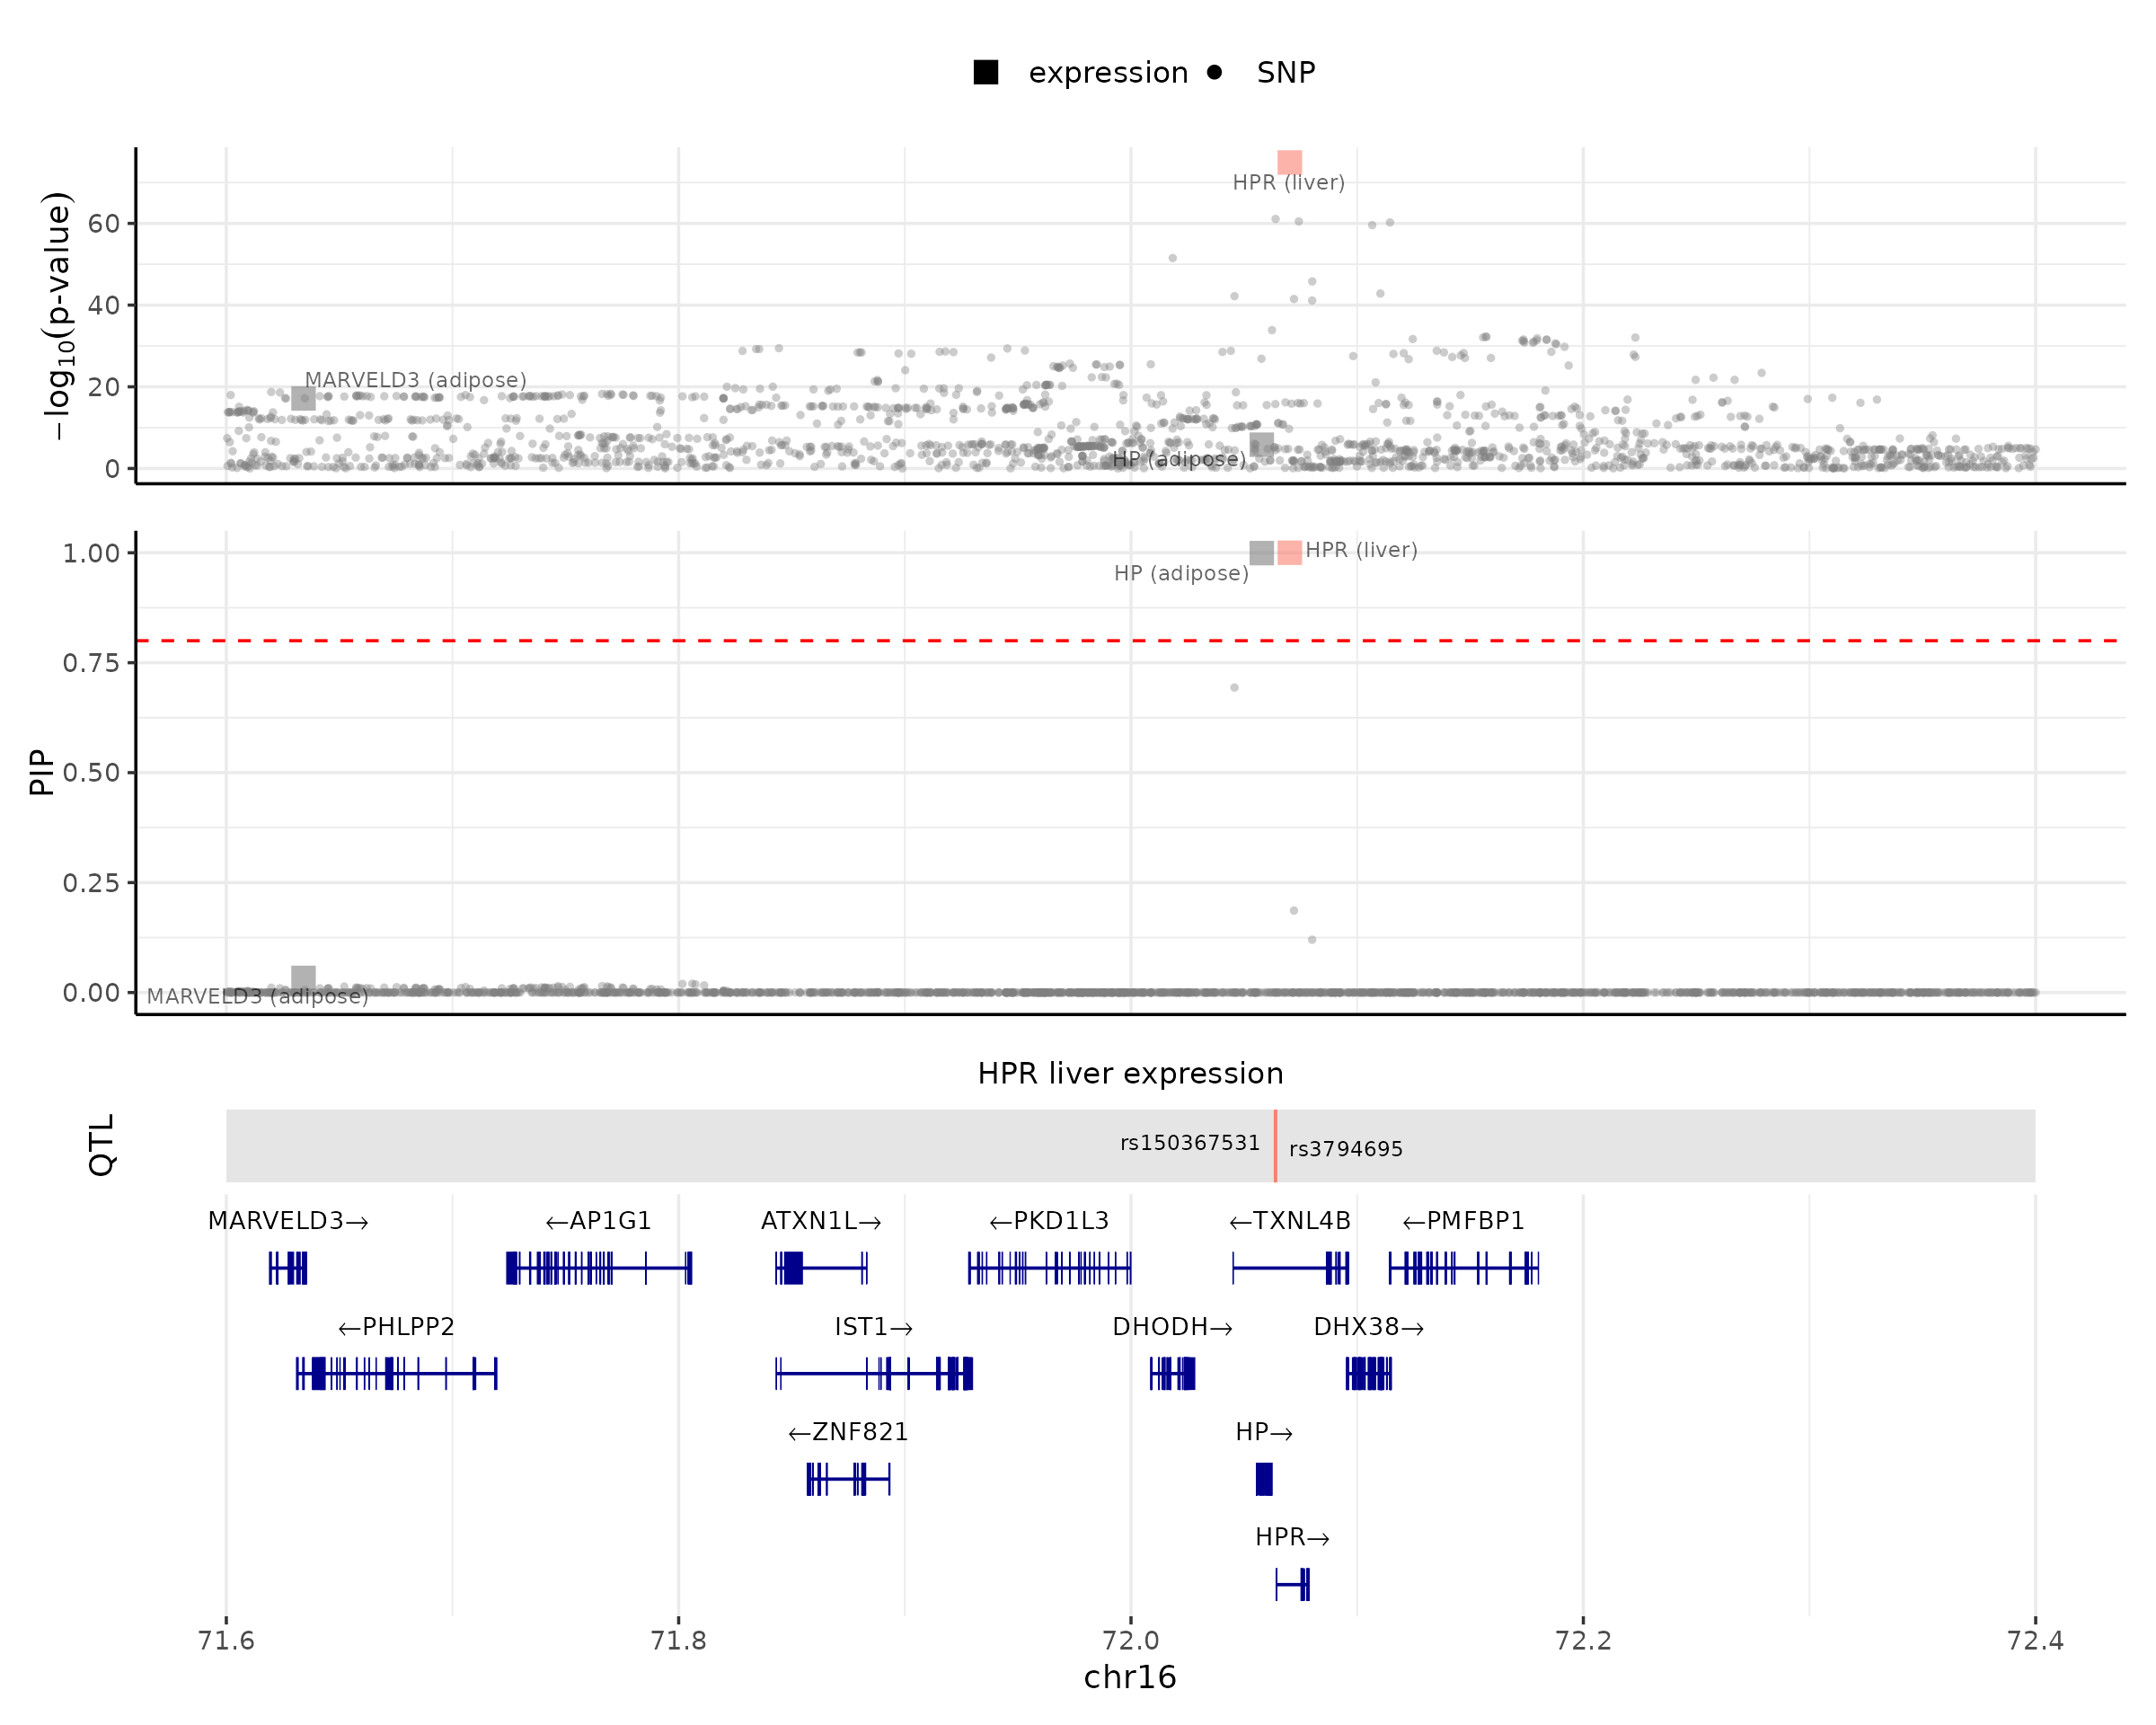 expression SNP
−log10(p-value)
60
40
20
0
HPR (liver)
MARVELD3 (adipose)
HP (adipose)
PIP
1.00
0.75
0.50
0.25
0.00
HPR (liver)
HP (adipose)
MARVELD3 (adipose)
HPR liver expression
QTL
rs150367531
rs3794695
MARVELD3→ ←AP1G1 ATXN1L→ ←PKD1L3 ←TXNL4B ←PMFBP1
←PHLPP2 IST1→ DHODH→ DHX38→
←ZNF821 HP→
HPR→
71.6 71.8 72.0 72.2 72.4
chr16